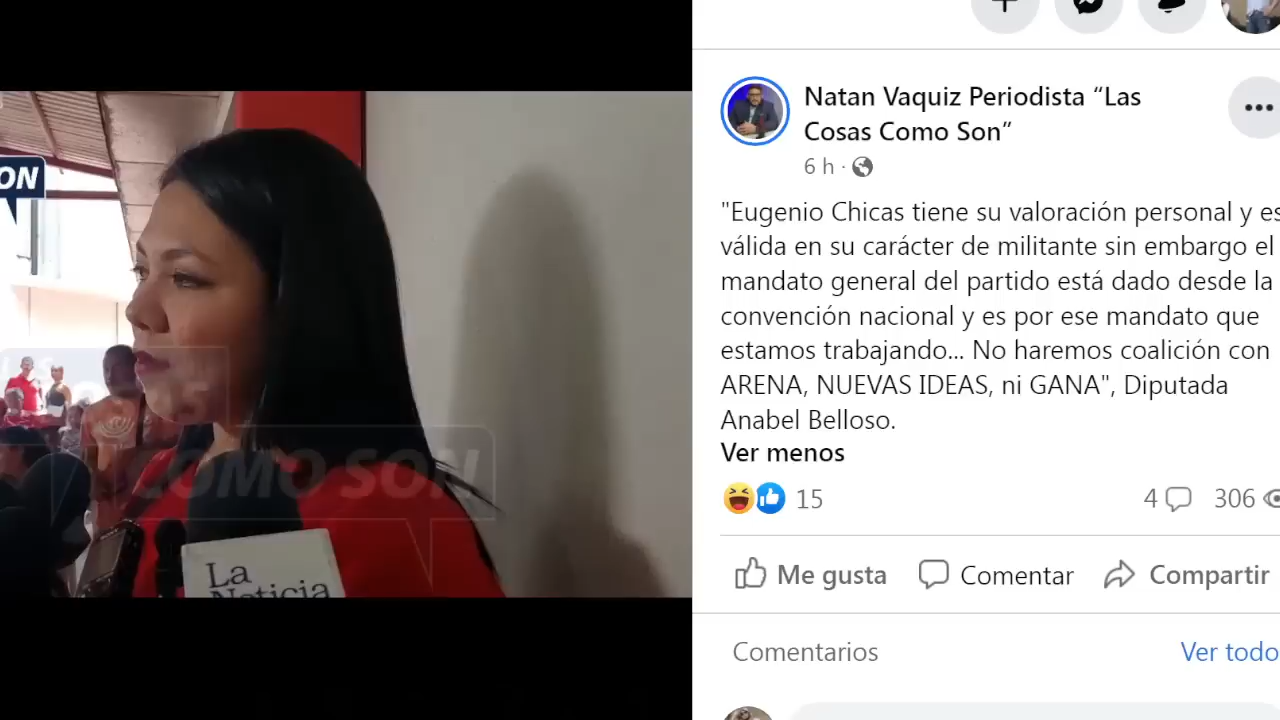 ON
COMO SON
La
Noticia
Natan Vaquiz Periodista “Las
Cosas Como Son”
6 h ·
"Eugenio Chicas tiene su valoración personal y es
válida en su carácter de militante sin embargo el
mandato general del partido está dado desde la
convención nacional y es por ese mandato que
estamos trabajando... No haremos coalición con
ARENA, NUEVAS IDEAS, ni GANA", Diputada
Anabel Belloso.
Ver menos
15
4
306
Me gusta
Comentar
Compartir
Comentarios
Ver todo